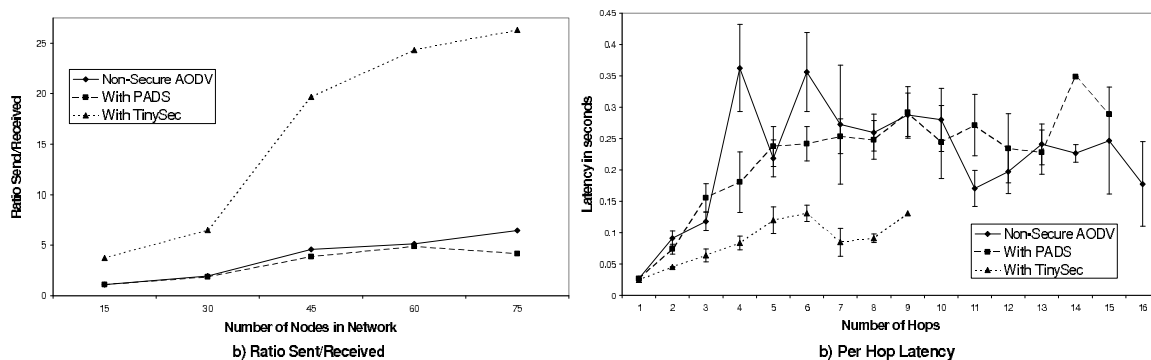 25
20
15
10
5
0
Ratio Send/Received
Non-Secure AODV
With PADS
With TinySec
15
30
45
60
75
Number of Nodes in Network
b) Ratio Sent/Received
0.45
0.4
0.35
0.3
0.25
0.2
0.15
0.1
0.05
0
Latency in seconds
Non-Secure AODV
With PADS
With TinySec
1 2 3 4 5 6 7 8 9 10 11 12 13 14 15 16
Number of Hops
b) Per Hop Latency